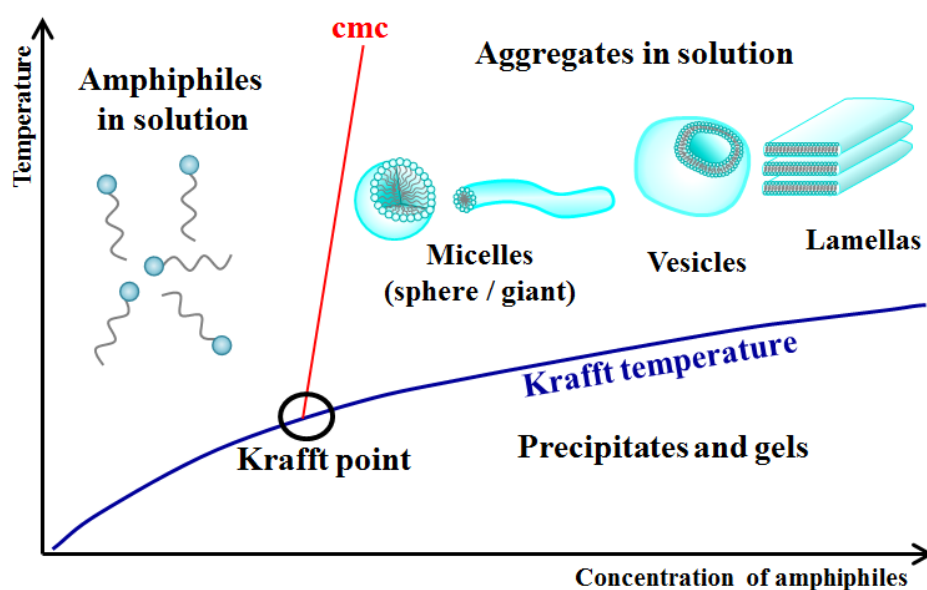 cmc
Aggregates in solution
Amphiphiles
in solution
Temperature
Micelles
(sphere / giant)
Vesicles
Lamellas
Krafft temperature
Krafft point
Precipitates and gels
Concentration of amphiphiles